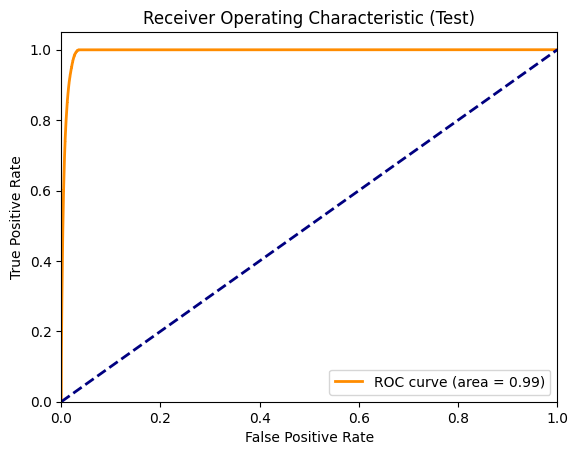 Receiver Operating Characteristic (Test)
1.0
0.8
0.6
0.4
0.2
0.0
True Positive Rate
0.0 0.2 0.4 0.6 0.8 1.0
False Positive Rate
ROC curve (area = 0.99)